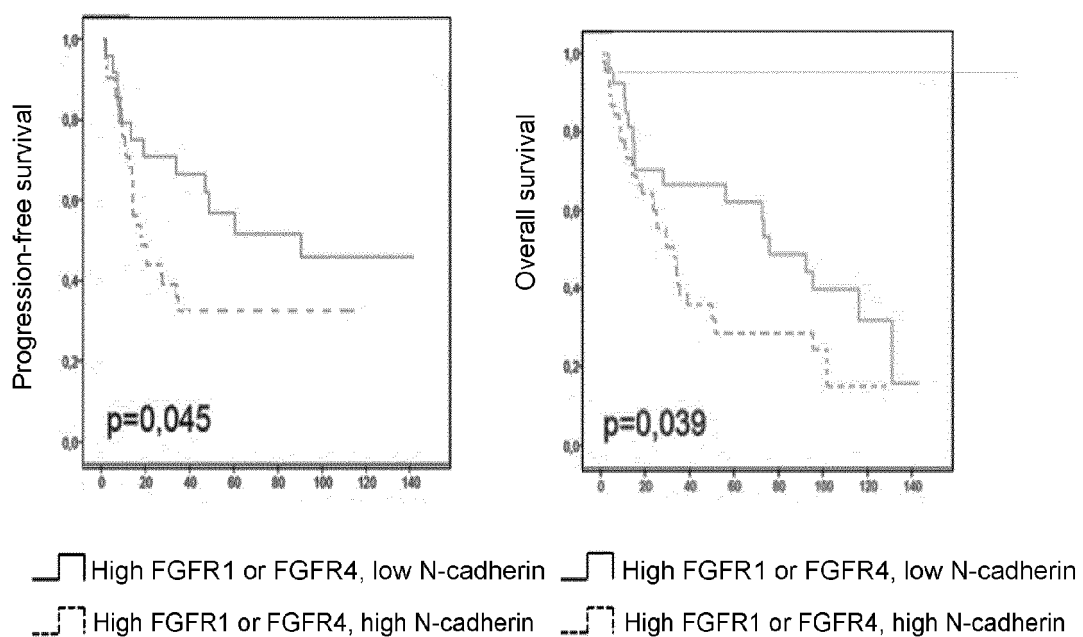 Progression-free survival
1,0
0,8
0,6
0,4
0,2
0,0
p=0,045
0 20 40 60 80 100 120 140
Overall survival
1,0
0,8
0,6
0,4
0,2
0,0
p=0,039
0 20 40 60 80 100 120 140
High FGFR1 or FGFR4, low N-cadherin
High FGFR1 or FGFR4, high N-cadherin
High FGFR1 or FGFR4, low N-cadherin
High FGFR1 or FGFR4, high N-cadherin